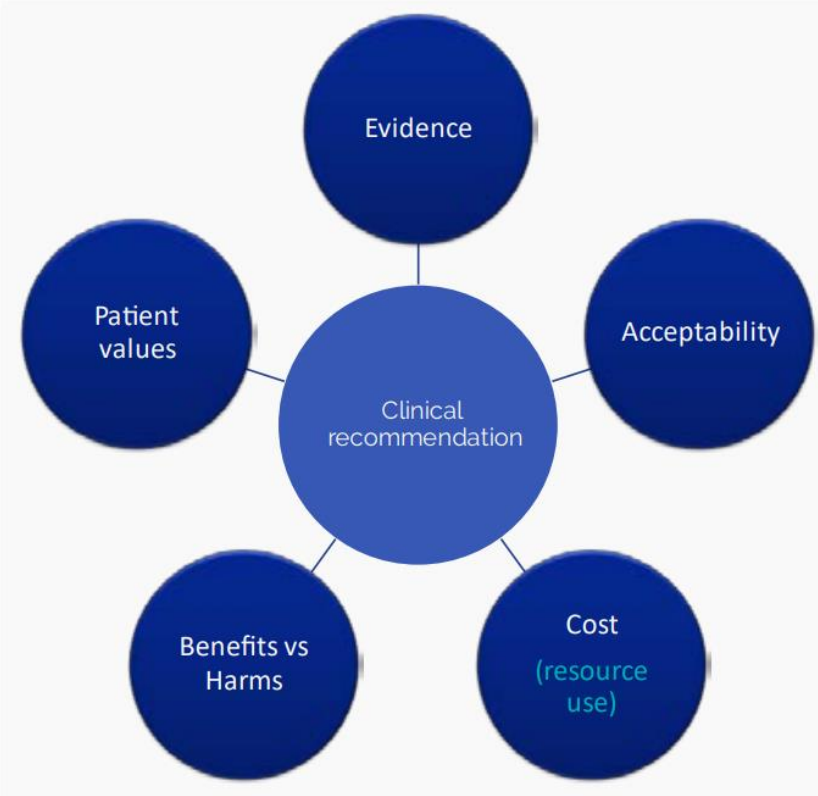 Evidence
Patient
values
Acceptability
Clinical
recommendation
Benefits vs
Harms
Cost
(resource
use)